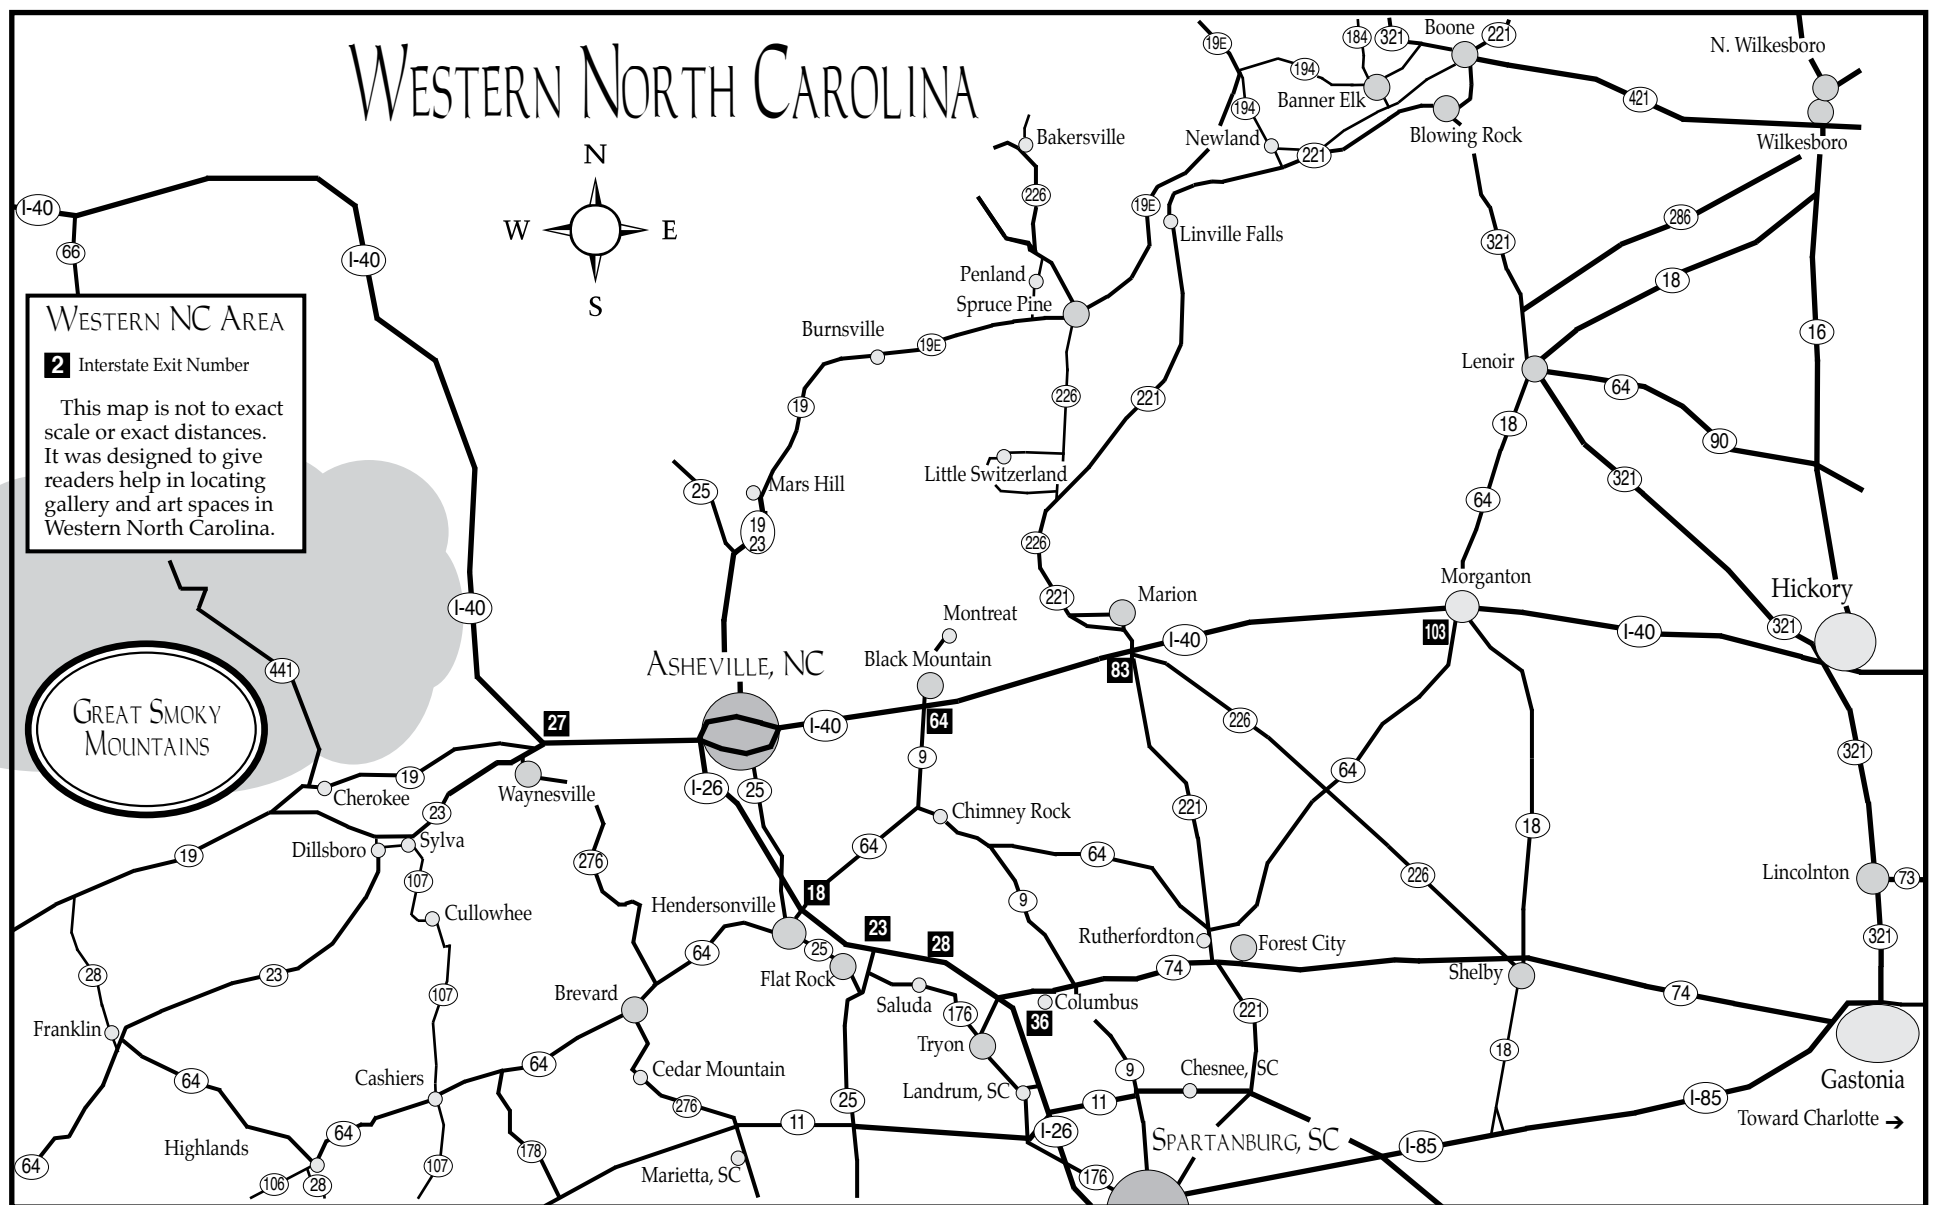 WESTERN NORTH CAROLINA
N
W
E
S
WESTERN NC AREA
2 Interstate Exit Number
This map is not to exact
scale or exact distances.
It was designed to give
readers help in locating
gallery and art spaces in
Western North Carolina.
GREAT SMOKY
MOUNTAINS
I-40
66
I-40
I-40
441
27
19E
184
321
Boone
221
N. Wilkesboro
194
Banner Elk
194
421
Newland
221
Blowing Rock
Wilkesboro
Bakersville
226
19E
Linville Falls
321
286
18
Penland
Spruce Pine
16
Burnsville
19E
Lenoir
64
19
226
221
18
90
25
Mars Hill
Little Switzerland
321
64
19
23
226
221
Marion
Morganton
Hickory
Montreat
103
I-40
I-40
321
ASHEVILLE, NC
Black Mountain
83
I-40
64
226
9
64
321
Cherokee
19
Waynesville
I-26
25
23
Chimney Rock
221
18
19
Dillsboro
Sylva
276
64
64
107
226
Lincolnton
73
18
Cullowhee
Hendersonville
9
23
28
Rutherfordton
Forest City
321
64
25
28
23
Flat Rock
74
Shelby
107
Brevard
Saluda
176
Columbus
36
221
74
Franklin
Tryon
18
64
Cashiers
64
Cedar Mountain
Landrum, SC
9
Chesnee, SC
Gastonia
276
25
11
I-85
Toward Charlotte →
Highlands
64
11
I-26
SPARTANBURG, SC
I-85
64
106
28
107
178
Marietta, SC
176